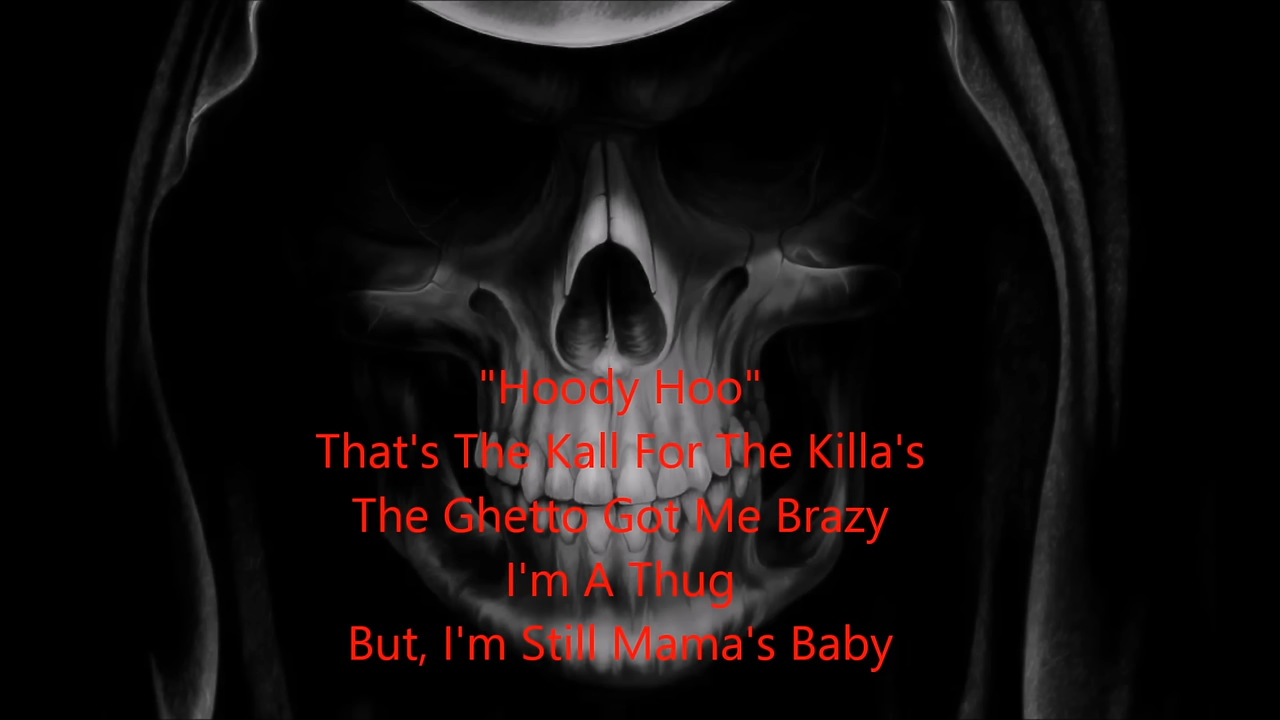 "Hoody Hoo"
That's The Kall For The Killa's
The Ghetto Got Me Brazy
I'm A Thug
But, I'm Still Mama's Baby